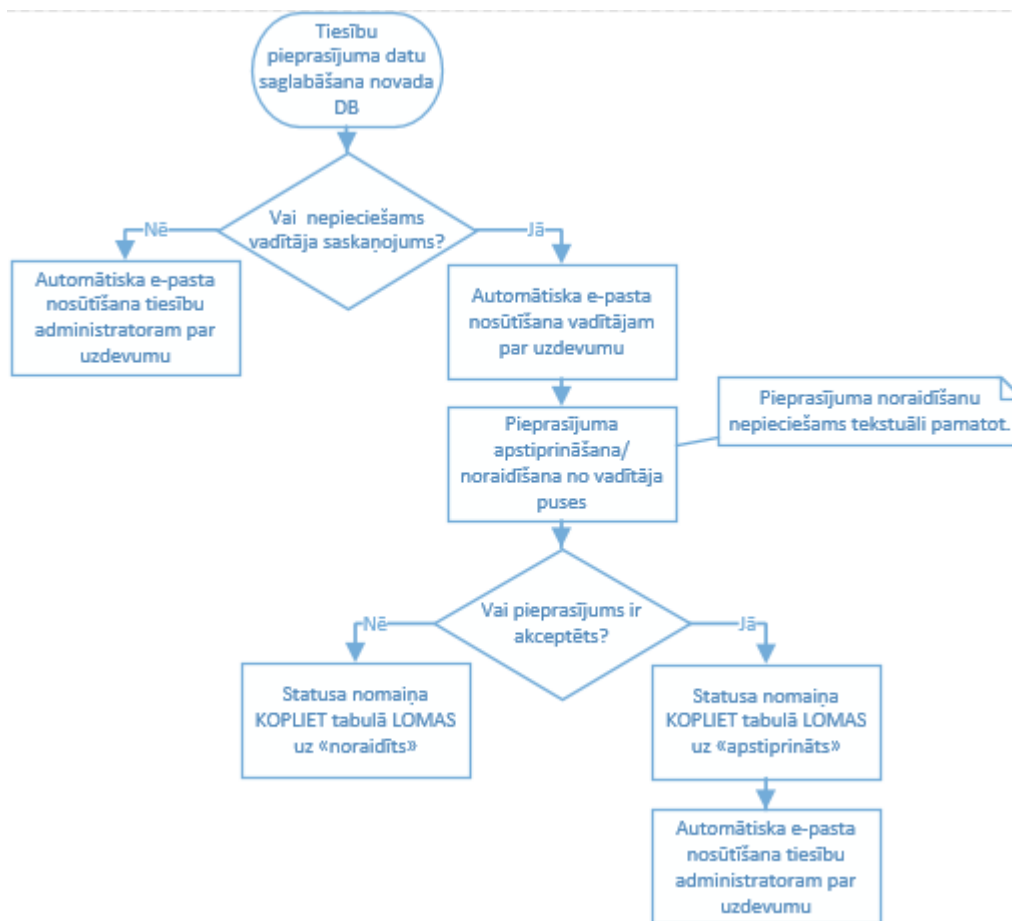 Tiesību
pieprasījuma datu
saglabāšana novada
DB
Vai nepieciešams
vadītāja saskaņojums?
Nē
Jā
Automātiska e-pasta
nosūtīšana tiesību
administratoram par
uzdevumu
Automātiska e-pasta
nosūtīšana vadītājam
par uzdevumu
Pieprasījuma noraidīšanu
nepieciešams tekstuāli pamatot.
Pieprasījuma
apstiprināšana/
noraidīšana no vadītāja
puses
Vai pieprasījums ir
akceptēts?
Nē
Jā
Statusa nomaiņa
KOPLIET tabulā LOMAS
uz «noraidīts»
Statusa nomaiņa
KOPLIET tabulā LOMAS
uz «apstiprināts»
Automātiska e-pasta
nosūtīšana tiesību
administratoram par
uzdevumu